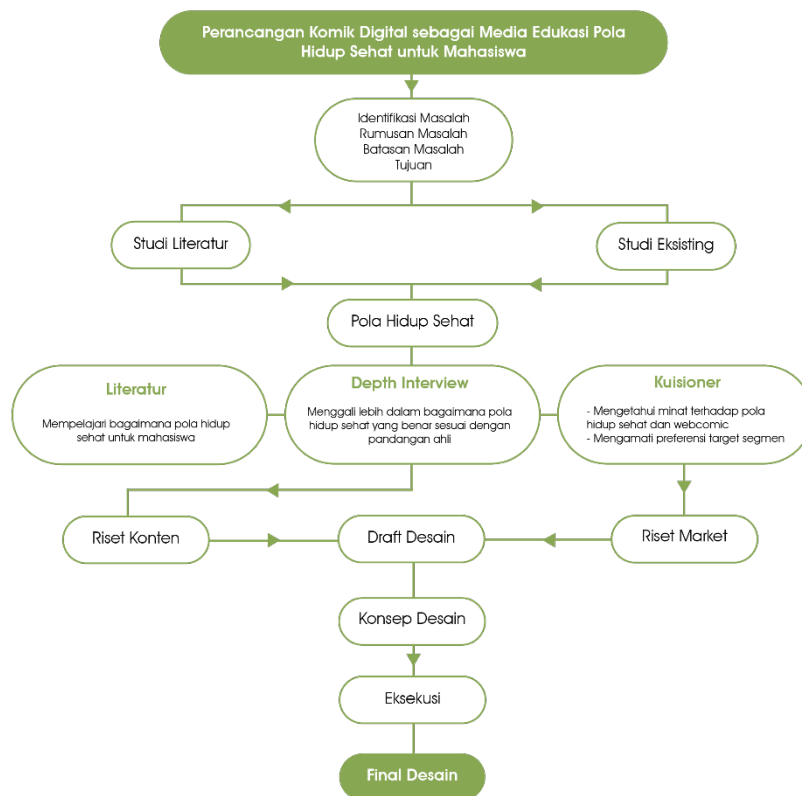 Perancangan Komik Digital sebagai Media Edukasi Pola
Hidup Sehat untuk Mahasiswa
Identifikasi Masalah
Rumusan Masalah
Batasan Masalah
Tujuan
Studi Literatur
Studi Eksisting
Pola Hidup Sehat
Literatur
Mempelajari bagaimana pola hidup
sehat untuk mahasiswa
Depth Interview
Menggali lebih dalam bagaimana pola
hidup sehat yang benar sesuai dengan
pandangan ahli
Kuisioner
- Mengetahui minat terhadap pola
hidup sehat dan webcomic
- Mengamati preferensi target segmen
Riset Konten
Draft Desain
Riset Market
Konsep Desain
Eksekusi
Final Desain